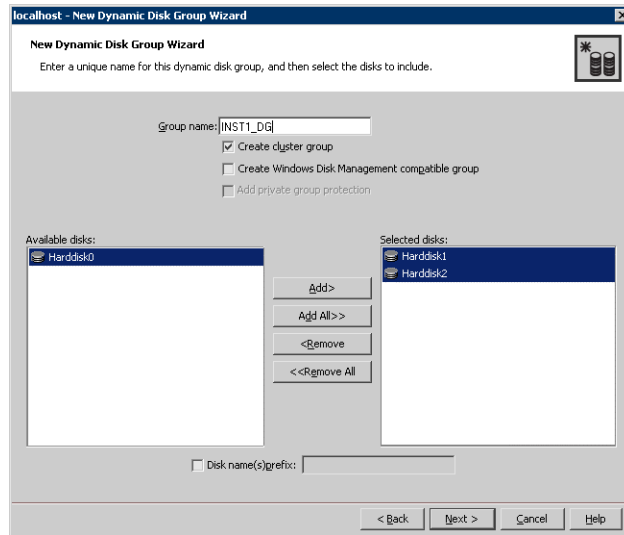 localhost - New Dynamic Disk Group Wizard
New Dynamic Disk Group Wizard
Enter a unique name for this dynamic disk group, and then select the disks to include.
Group name: INST1_DG
Create cluster group
Create Windows Disk Management compatible group
Add private group protection
Available disks:
Harddisk0
Selected disks:
Harddisk1
Harddisk2
Add>
Add All>>
<Remove
<<Remove All
Disk name(s)prefix:
< Back
Next >
Cancel
Help